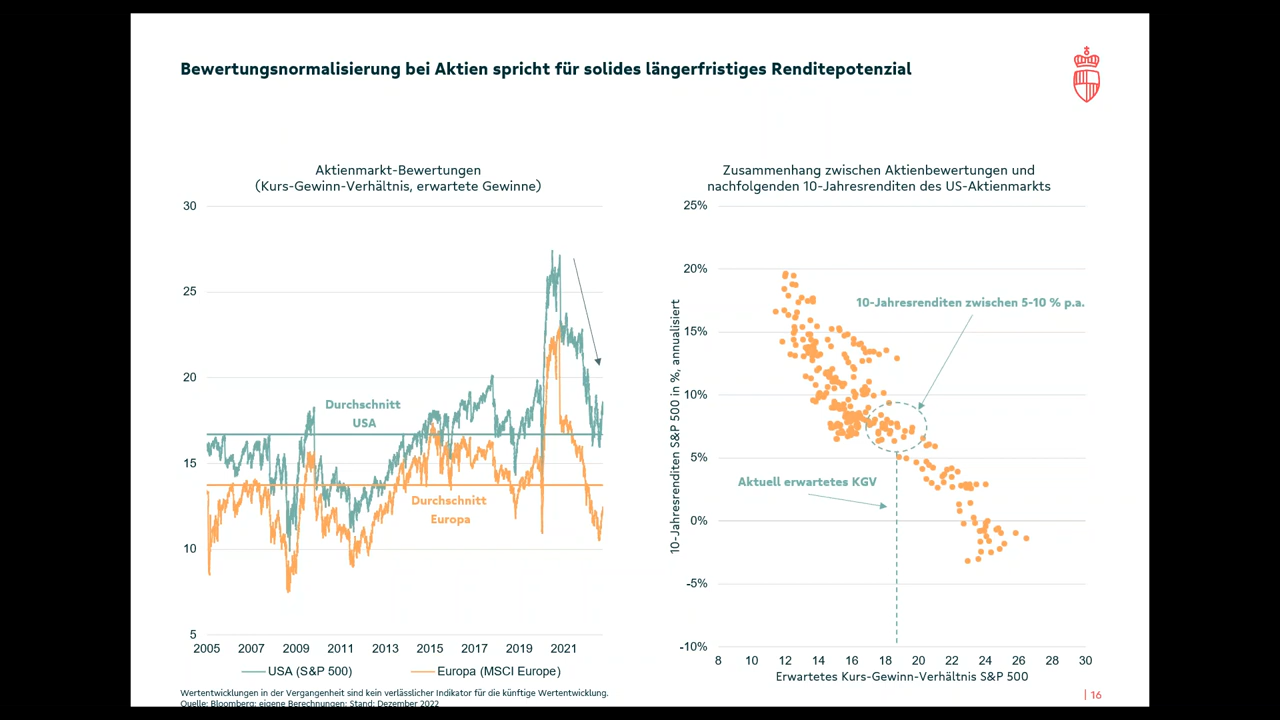 Bewertungsnormalisierung bei Aktien spricht für solides längerfristiges Renditepotenzial
Aktienmarkt-Bewertungen
(Kurs-Gewinn-Verhältnis, erwartete Gewinne)
30
25
20
15
10
5
Durchschnitt
USA
Durchschnitt
Europa
2005 2007 2009 2011 2013 2015 2017 2019 2021
USA (S&P 500)
Europa (MSCI Europe)
Zusammenhang zwischen Aktienbewertungen und
nachfolgenden 10-Jahresrenditen des US-Aktienmarkts
10-Jahresrenditen S&P 500 in %, annualisiert
25%
20%
15%
10%
5%
0%
-5%
-10%
10-Jahresrenditen zwischen 5-10 % p.a.
Aktuell erwartetes KGV
8 10 12 14 16 18 20 22 24 26 28 30
Erwartetes Kurs-Gewinn-Verhältnis S&P 500
Wertentwicklungen in der Vergangenheit sind kein verlässlicher Indikator für die künftige Wertentwicklung.
Quelle: Bloomberg; eigene Berechnungen; Stand: Dezember 2022
| 16